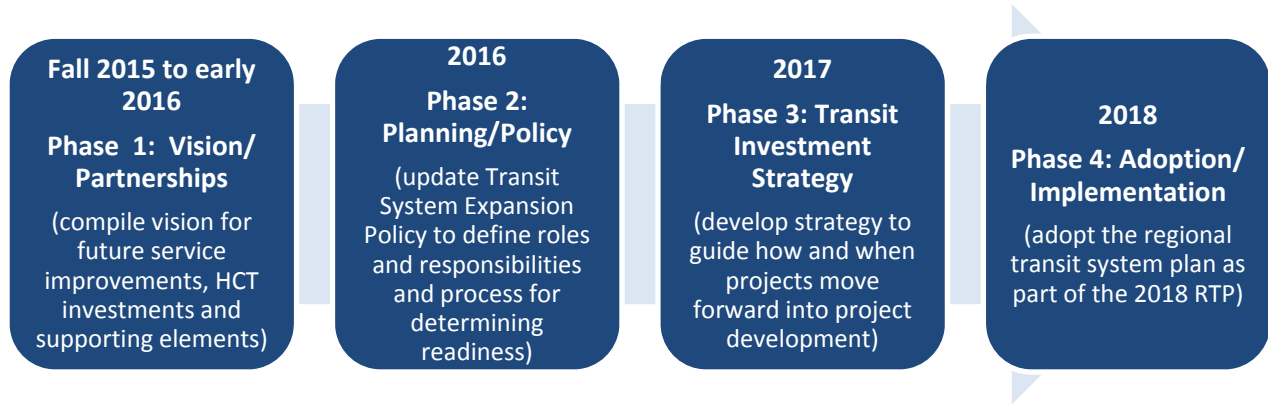 Fall 2015 to early
2016
Phase 1: Vision/
Partnerships
(compile vision for
future service
improvements, HCT
investments and
supporting elements)
2016
Phase 2:
Planning/Policy
(update Transit
System Expansion
Policy to define roles
and responsibilities
and process for
determining
readiness)
2017
Phase 3: Transit
Investment
Strategy
(develop strategy to
guide how and when
projects move
forward into project
development)
2018
Phase 4: Adoption/
Implementation
(adopt the regional
transit system plan as
part of the 2018 RTP)